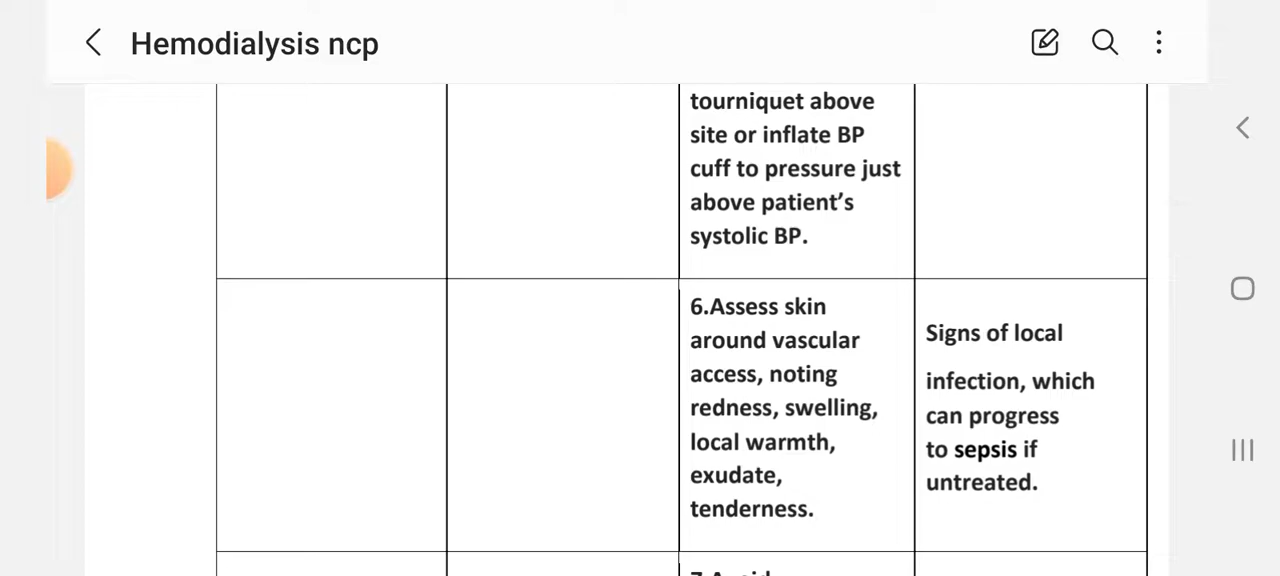 Hemodialysis ncp
tourniquet above
site or inflate BP
cuff to pressure just
above patient’s
systolic BP.
6.Assess skin
around vascular
access, noting
redness, swelling,
local warmth,
exudate,
tenderness.
Signs of local
infection, which
can progress
to sepsis if
untreated.
7.Avoid